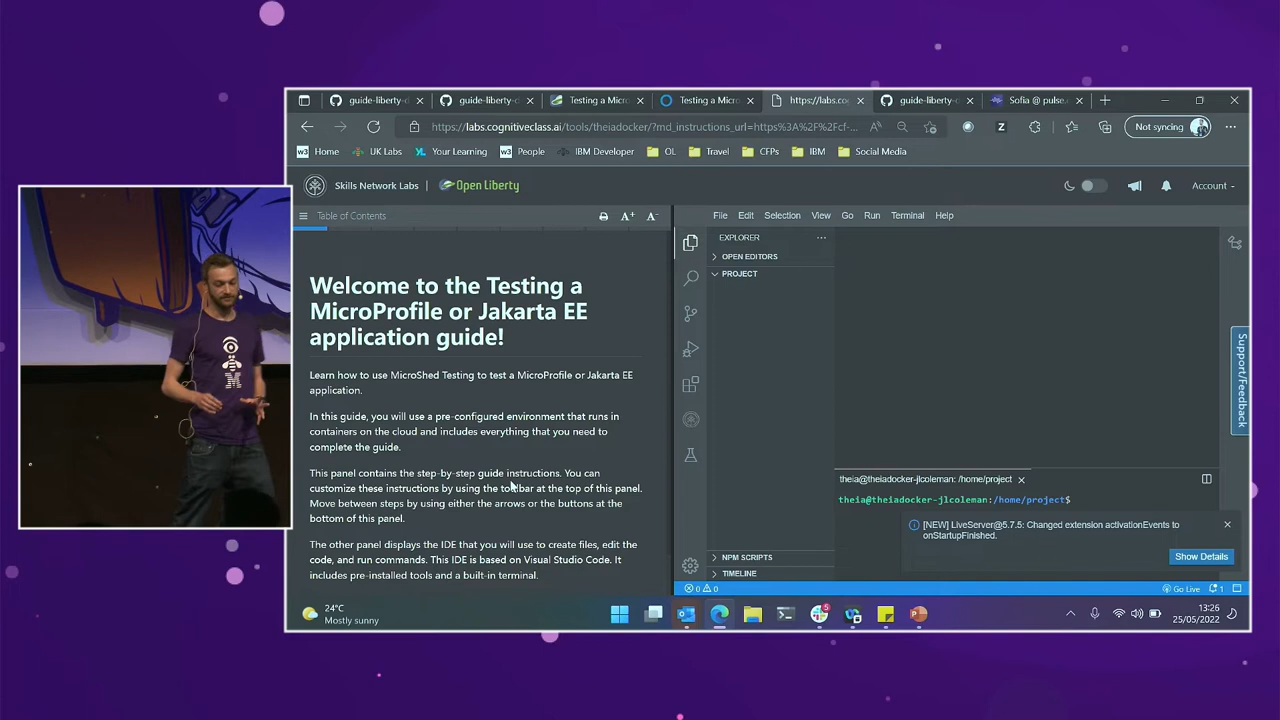 guide-liberty-d
guide-liberty-c
Testing a Micro
Testing a Micro
https://labs.co
guide-liberty-c
Sofia @ pulse.
https://labs.cognitiveclass.ai/tools/theiadocker/?md_instructions_url=https%3A%2F%2Fcf-...
Not syncing
w3 Home
UK Labs
Your Learning
w3 People
IBM Developer
OL
Travel
CFPs
IBM
Social Media
Skills Network Labs
Open Liberty
Account
Table of Contents
A+
A-
File Edit Selection View Go Run Terminal Help
Welcome to the Testing a
MicroProfile or Jakarta EE
application guide!
Learn how to use MicroShed Testing to test a MicroProfile or Jakarta EE
application.
In this guide, you will use a pre-configured environment that runs in
containers on the cloud and includes everything that you need to
complete the guide.
This panel contains the step-by-step guide instructions. You can
customize these instructions by using the toolbar at the top of this panel.
Move between steps by using either the arrows or the buttons at the
bottom of this panel.
The other panel displays the IDE that you will use to create files, edit the
code, and run commands. This IDE is based on Visual Studio Code. It
includes pre-installed tools and a built-in terminal.
EXPLORER
OPEN EDITORS
PROJECT
NPM SCRIPTS
TIMELINE
theia@theiadocker-jlcoleman: /home/project
theia@theiadocker-jlcoleman:/home/project$
[NEW] LiveServer@5.7.5: Changed extension activationEvents to
onStartupFinished.
Show Details
0 0
Go Live
1
Support/Feedback
24°C
Mostly sunny
5
13:26
25/05/2022
M